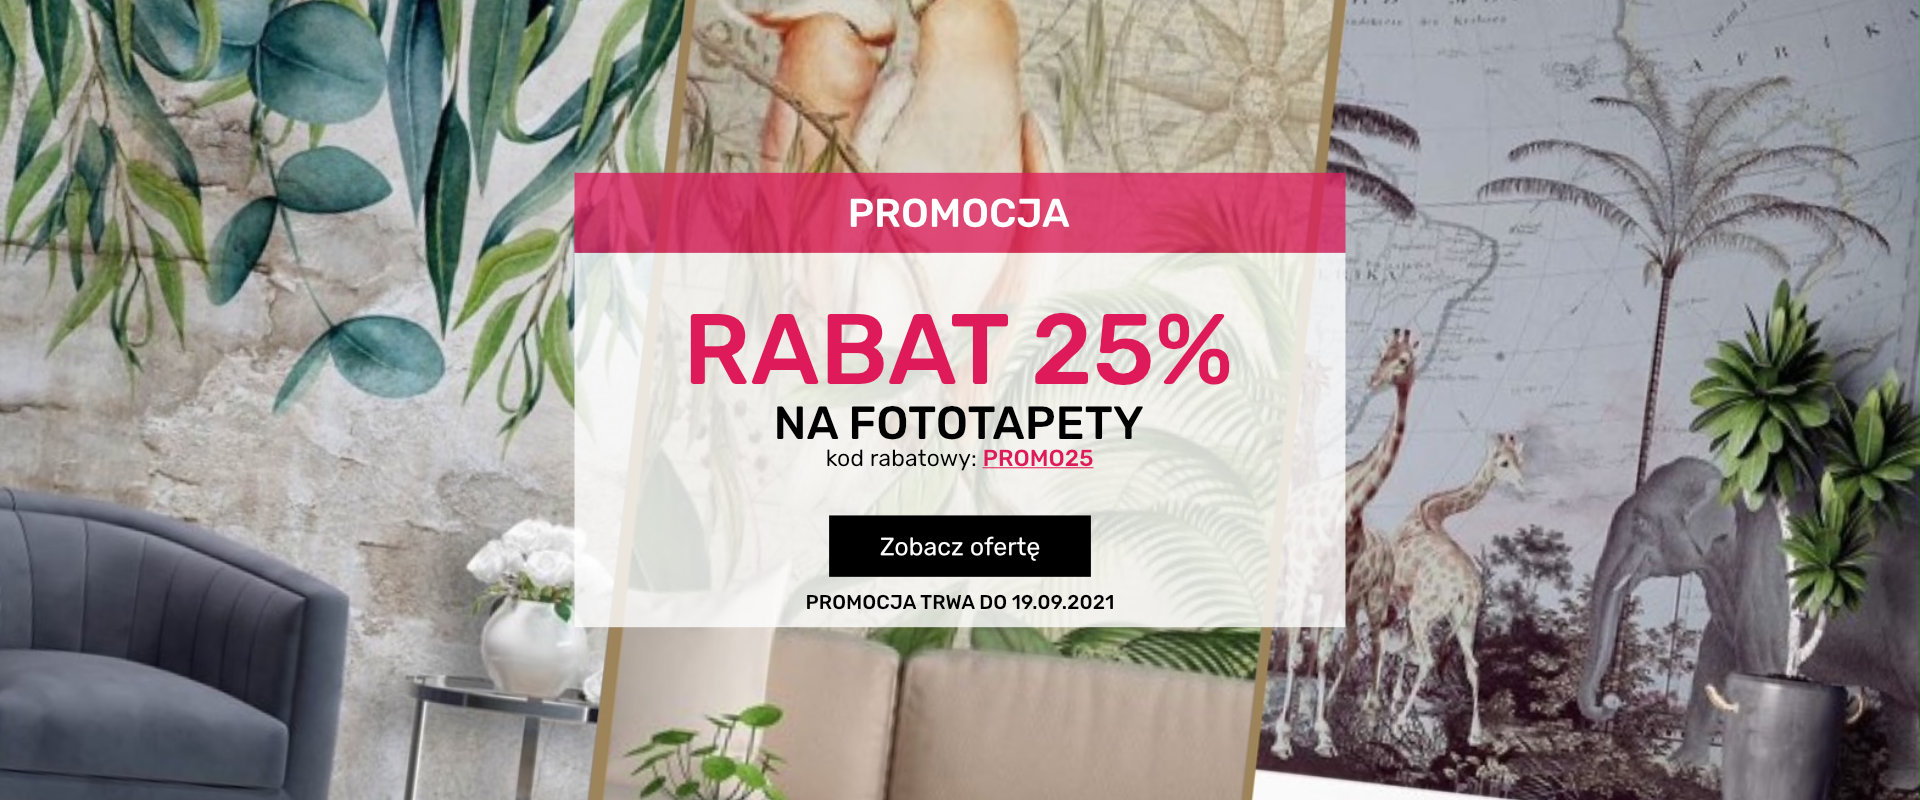 PROMOCJA
RABAT 25%
NA FOTOTAPETY
kod rabatowy: PROMO25
Zobacz ofertę
PROMOCJA TRWA DO 19.09.2021